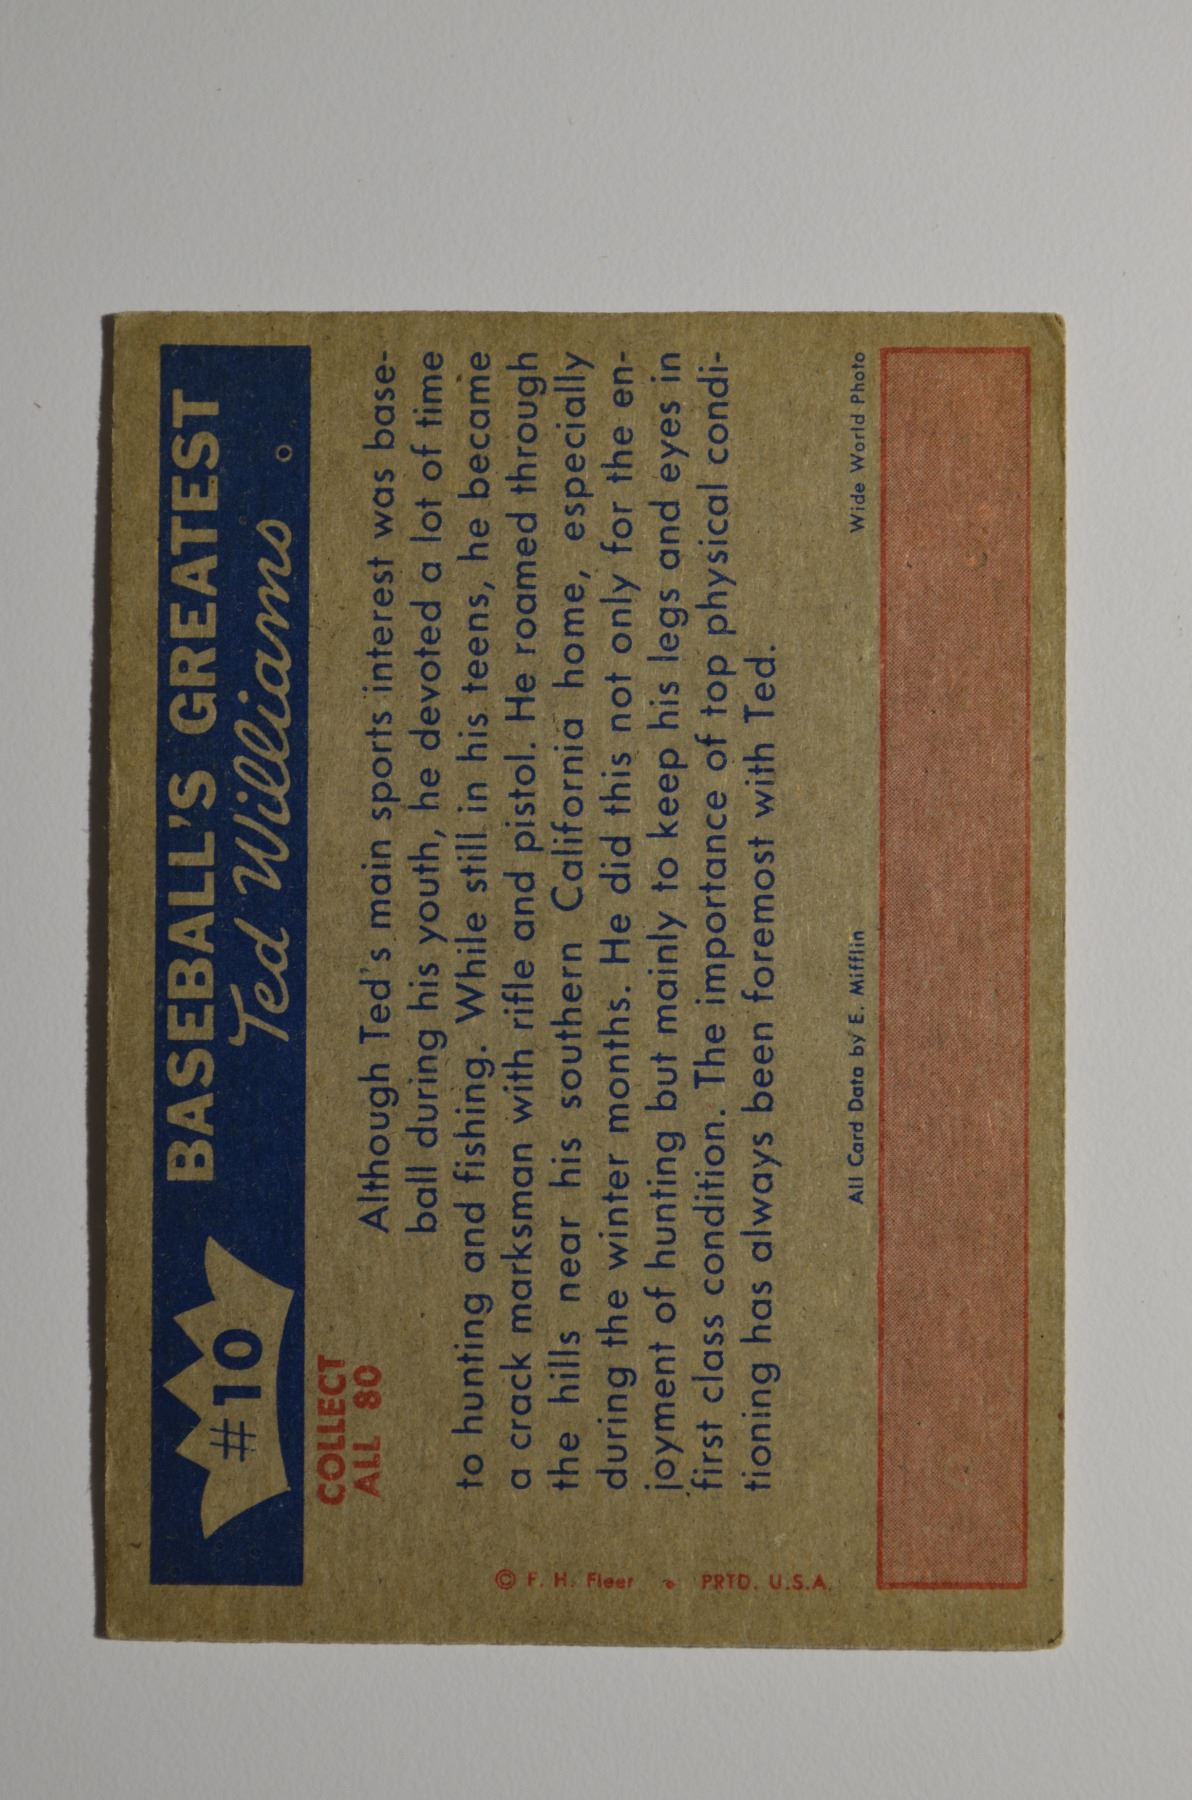 #10
BASEBALL'S GREATEST
Ted Williams
COLLECT
ALL 80
Although Ted's main sports interest was base-
ball during his youth, he devoted a lot of time
to hunting and fishing. While still in his teens, he became
a crack marksman with rifle and pistol. He roamed through
the hills near his southern California home, especially
during the winter months. He did this not only for the en-
joyment of hunting but mainly to keep his legs and eyes in
first class condition. The importance of top physical condi-
tioning has always been foremost with Ted.
All Card Data by E. Mifflin
Wide World Photo
© F. H. Fleer • PRTD. U.S.A.